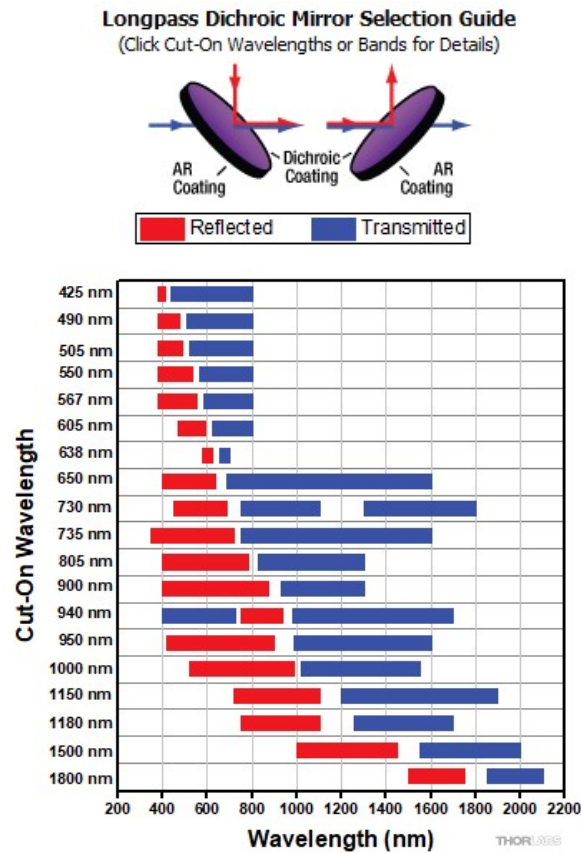 Longpass Dichroic Mirror Selection Guide
(Click Cut-On Wavelengths or Bands for Details)
AR
Coating
Dichroic
Coating
AR
Coating
Reflected
Transmitted
425 nm
490 nm
505 nm
550 nm
567 nm
605 nm
638 nm
650 nm
730 nm
735 nm
805 nm
900 nm
940 nm
950 nm
1000 nm
1150 nm
1180 nm
1500 nm
1800 nm
Cut-On Wavelength
200 400 600 800 1000 1200 1400 1600 1800 2000 2200
Wavelength (nm)
THORLABS